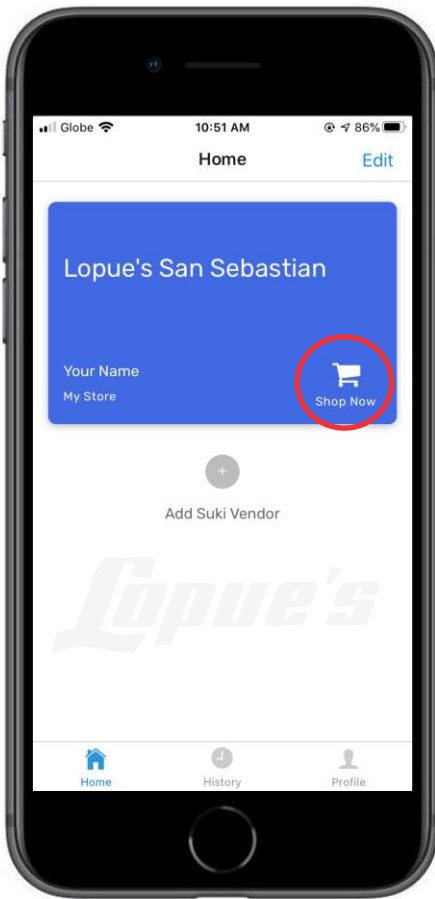 Globe 10:51 AM 86%
Home Edit
Lopue's San Sebastian
Your Name
My Store
Shop Now
+
Add Suki Vendor
Lopue's
Home History Profile